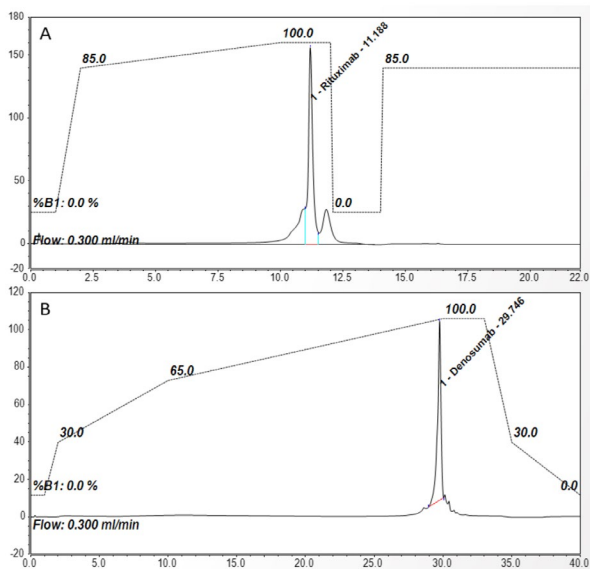 180
A
100.0
1 - Rituximab - 11.188
85.0
85.0
150
100
50
%B1: 0.0 %
0.0
Flow: 0.300 ml/min
0
-20
0.0 2.5 5.0 7.5 10.0 12.5 15.0 17.5 20.0 22.0
120
B
100.0
1 - Denosumab - 29.746
100
80
65.0
60
40
30.0
30.0
20
%B1: 0.0 %
0.0
0
Flow: 0.300 ml/min
-20
0.0 5.0 10.0 15.0 20.0 25.0 30.0 35.0 40.0